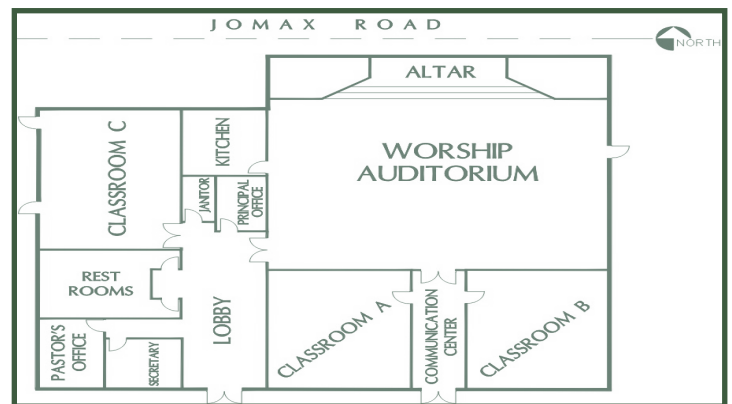 JOMAX ROAD
NORTH
ALTAR
CLASSROOM C
KITCHEN
WORSHIP
AUDITORIUM
JANITOR
PRINCIPAL
OFFICE
REST
ROOMS
LOBBY
PASTOR'S
OFFICE
SECRETARY
CLASSROOM A
COMMUNICATION
CENTER
CLASSROOM B